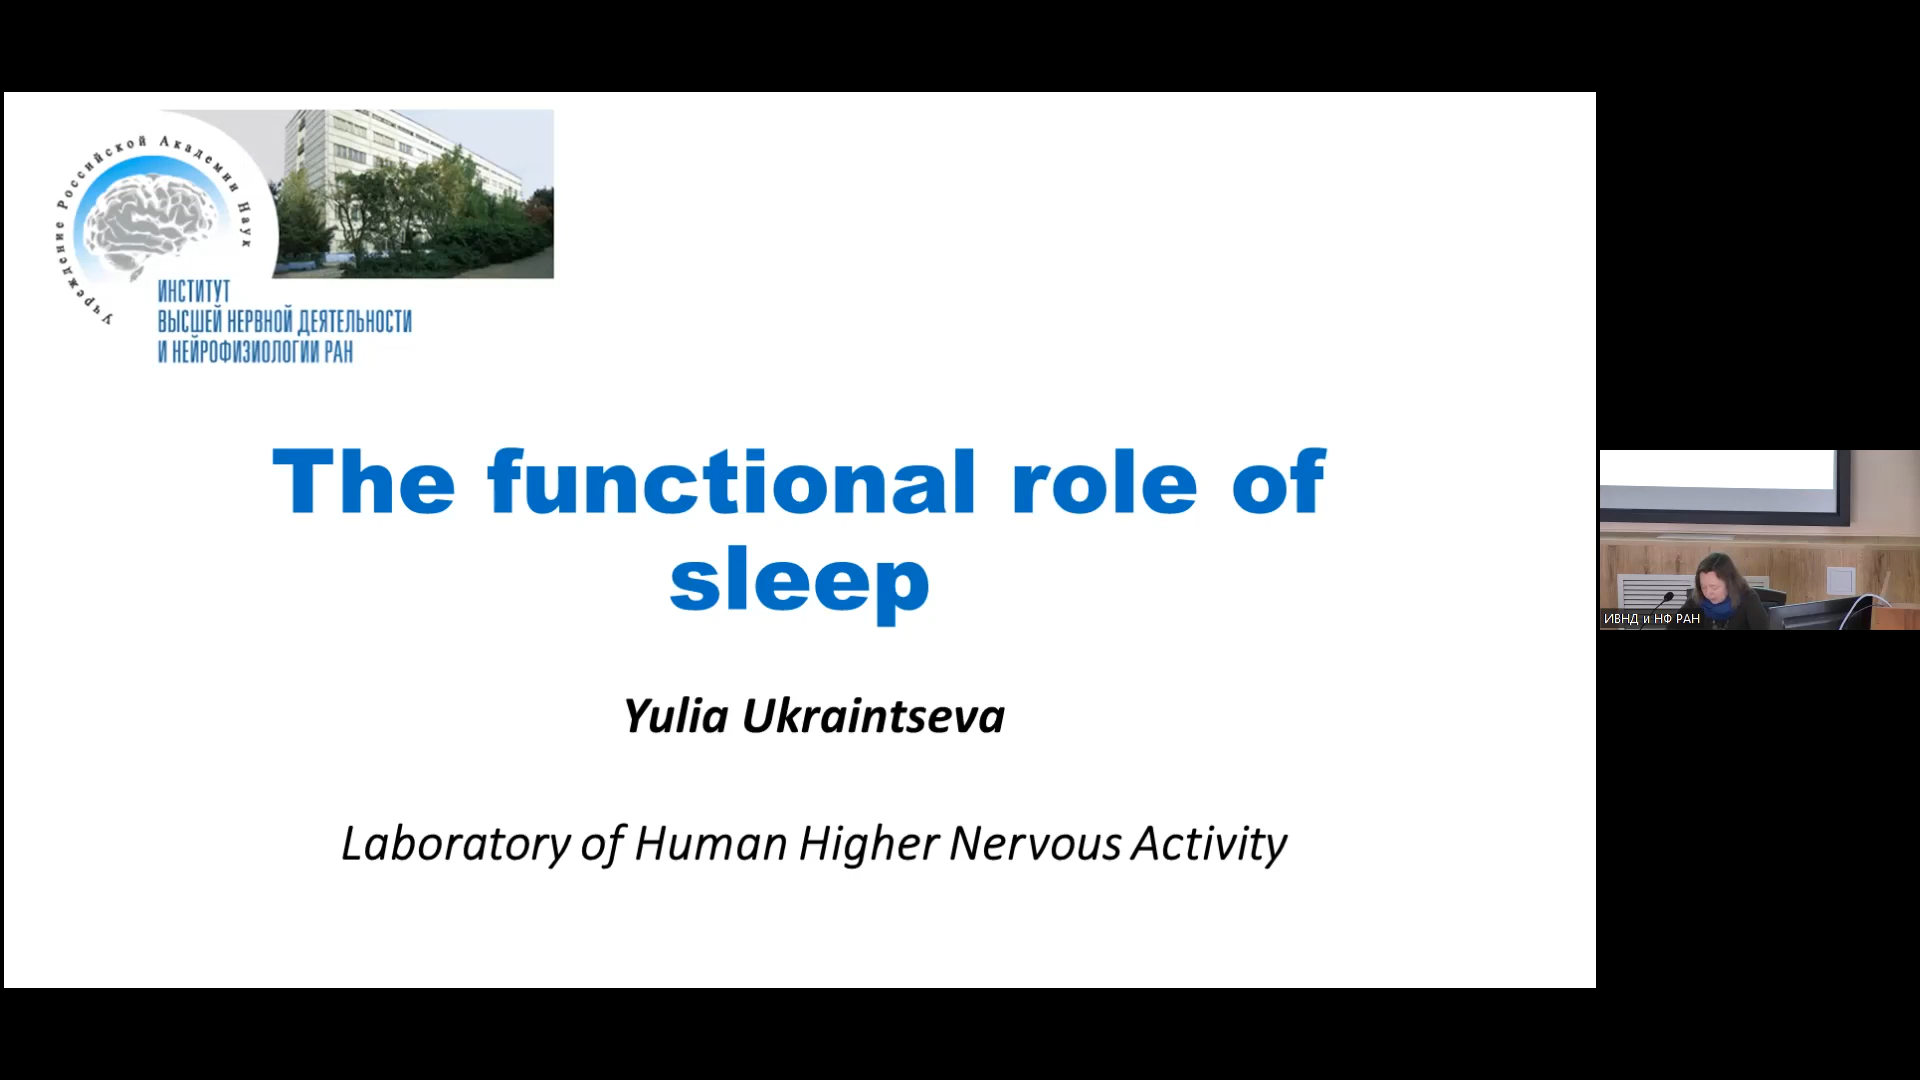 Учреждение Российской Академии Наук
ИНСТИТУТ
ВЫСШЕЙ НЕРВНОЙ ДЕЯТЕЛЬНОСТИ
И НЕЙРОФИЗИОЛОГИИ РАН
The functional role of
sleep
Yulia Ukraintseva
Laboratory of Human Higher Nervous Activity
ИВНД и НФ РАН